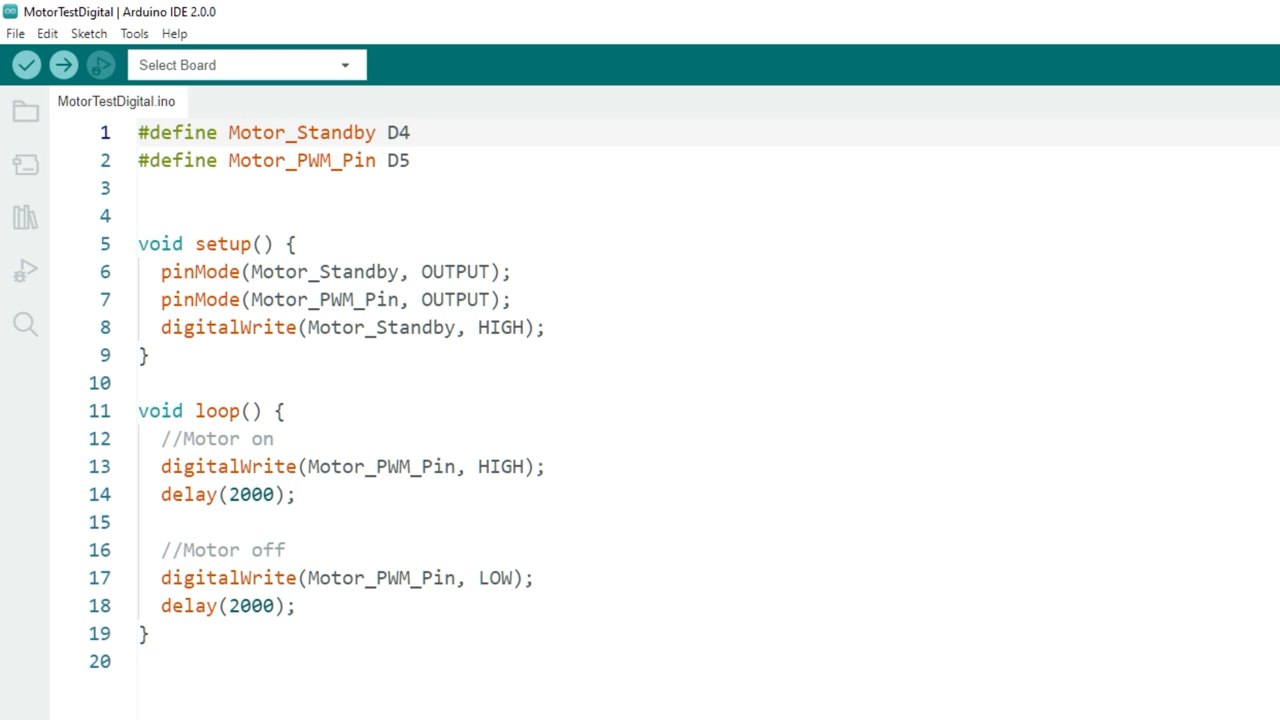 MotorTestDigital | Arduino IDE 2.0.0
File Edit Sketch Tools Help
Select Board
MotorTestDigital.ino
1 #define Motor_Standby D4
2 #define Motor_PWM_Pin D5
3
4
5 void setup() {
6 pinMode(Motor_Standby, OUTPUT);
7 pinMode(Motor_PWM_Pin, OUTPUT);
8 digitalWrite(Motor_Standby, HIGH);
9 }
10
11 void loop() {
12 //Motor on
13 digitalWrite(Motor_PWM_Pin, HIGH);
14 delay(2000);
15
16 //Motor off
17 digitalWrite(Motor_PWM_Pin, LOW);
18 delay(2000);
19 }
20